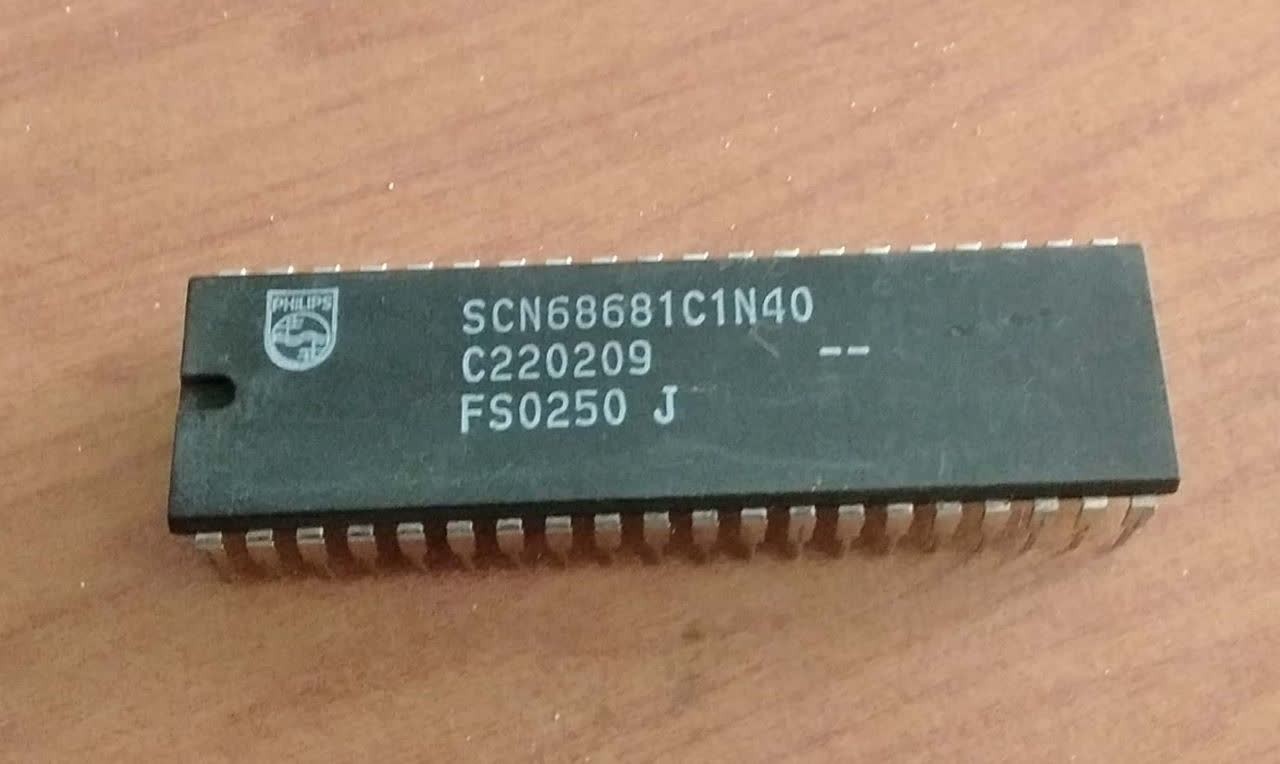 PHILIPS
SCN68681C1N40
C220209 --
FS0250 J